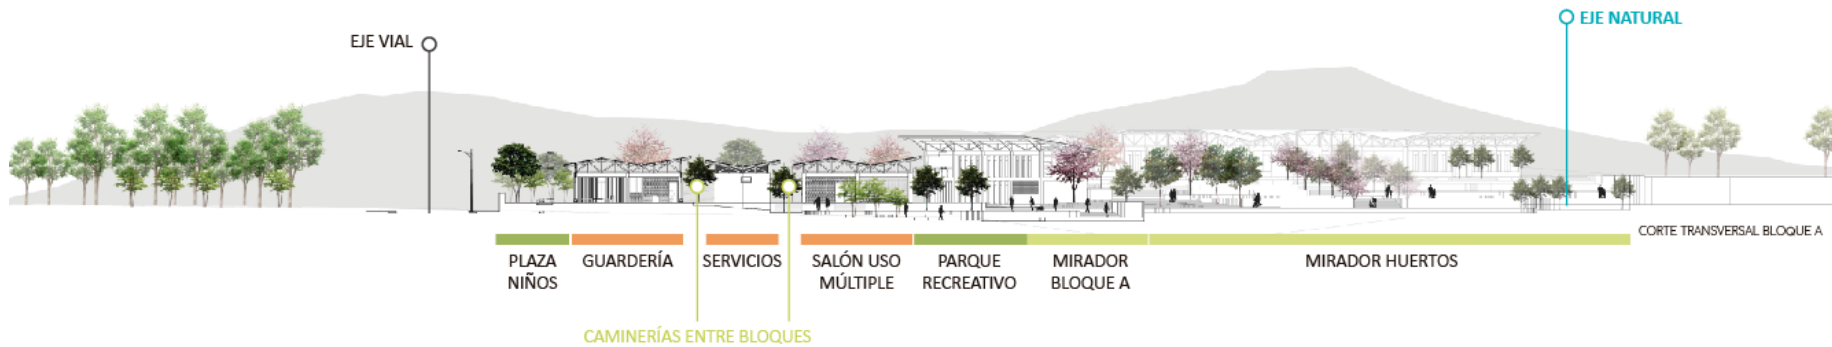 EJE NATURAL
EJE VIAL
CORTE TRANSVERSAL BLOQUE A
PLAZA
NIÑOS
GUARDERÍA
SERVICIOS
SALÓN USO
MÚLTIPLE
PARQUE
RECREATIVO
MIRADOR
BLOQUE A
MIRADOR HUERTOS
CAMINERÍAS ENTRE BLOQUES